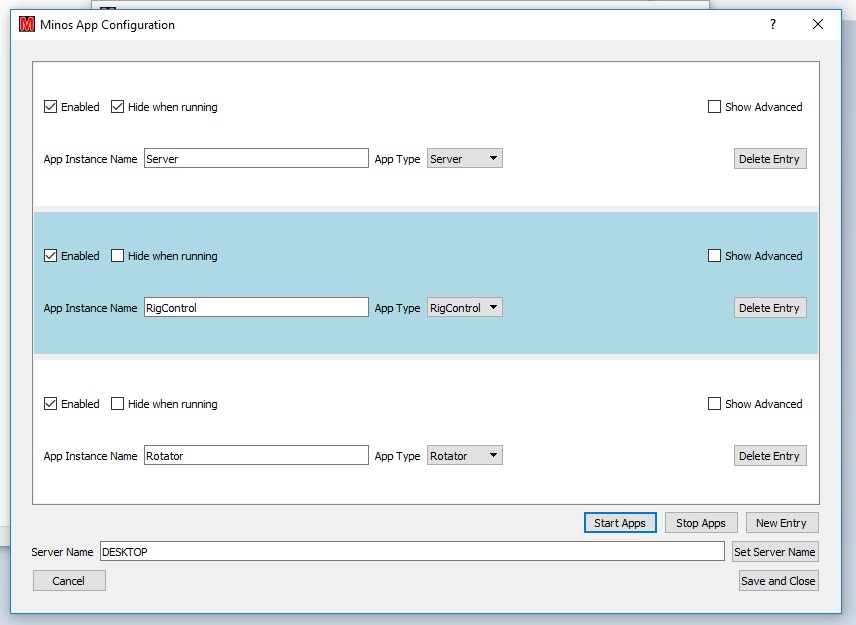 M Minos App Configuration ?
Enabled Hide when running Show Advanced
App Instance Name Server App Type Server Delete Entry
Enabled Hide when running Show Advanced
App Instance Name RigControl App Type RigControl Delete Entry
Enabled Hide when running Show Advanced
App Instance Name Rotator App Type Rotator Delete Entry
Start Apps Stop Apps New Entry
Server Name DESKTOP Set Server Name
Cancel Save and Close